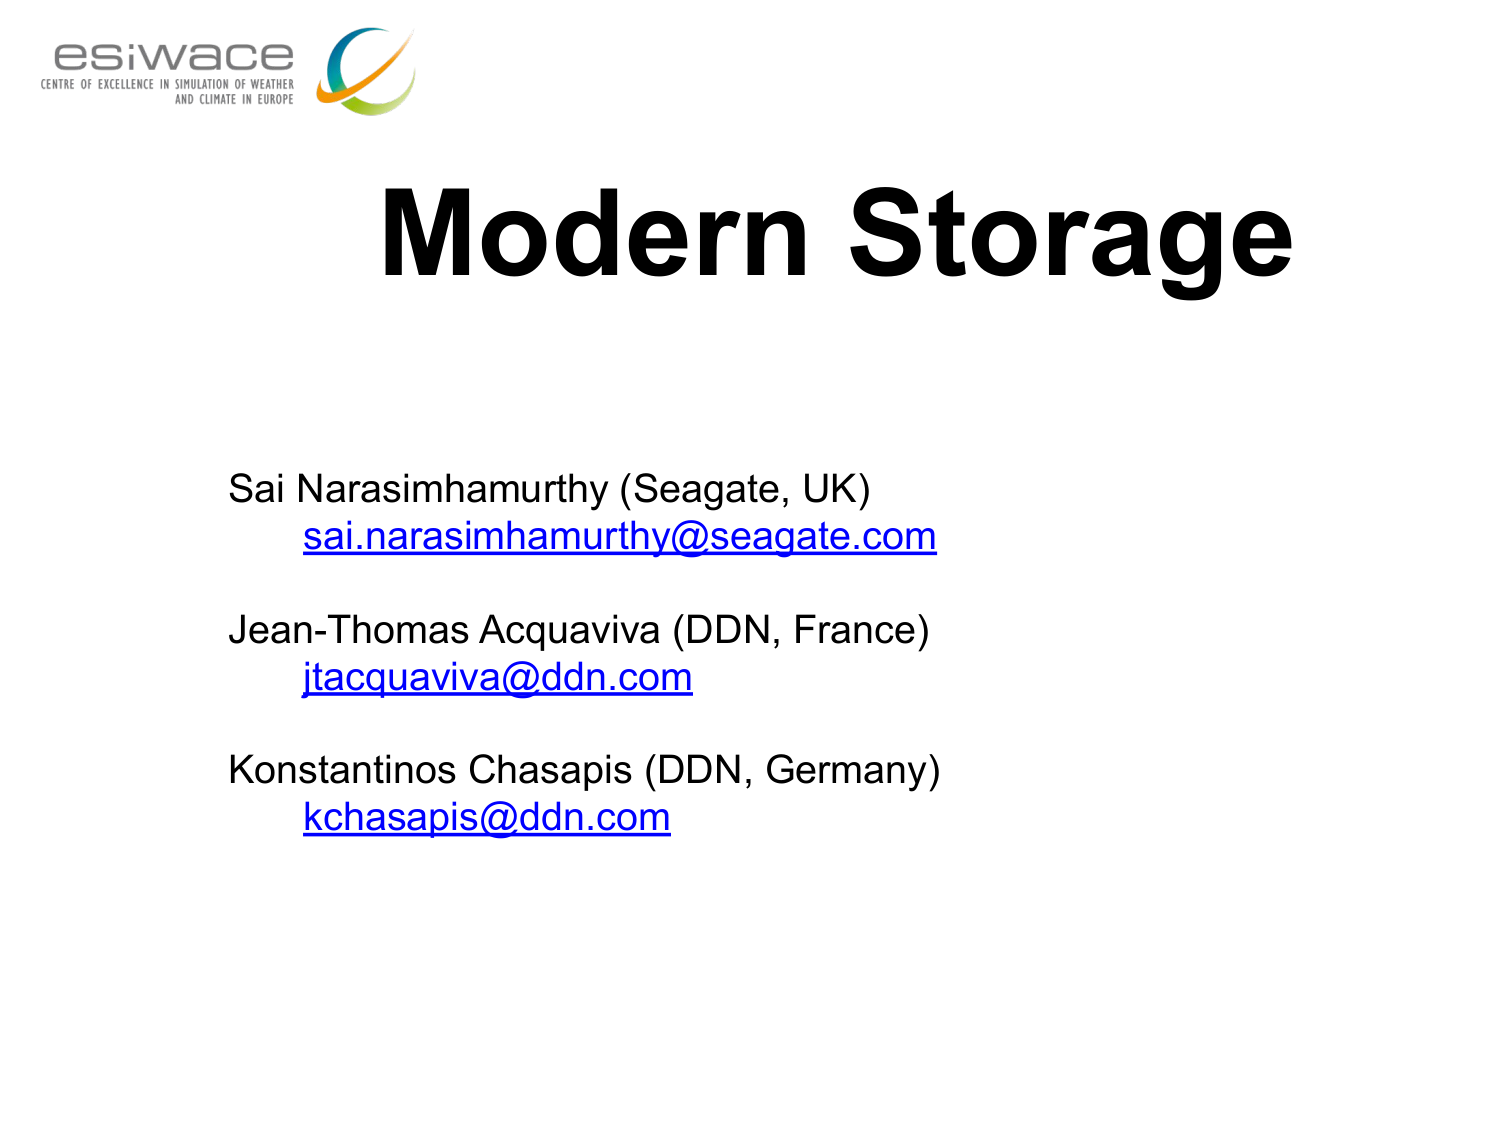 esiwace
CENTRE OF EXCELLENCE IN SIMULATION OF WEATHER
AND CLIMATE IN EUROPE
Modern Storage
Sai Narasimhamurthy (Seagate, UK)
sai.narasimhamurthy@seagate.com
Jean-Thomas Acquaviva (DDN, France)
jtacquaviva@ddn.com
Konstantinos Chasapis (DDN, Germany)
kchasapis@ddn.com